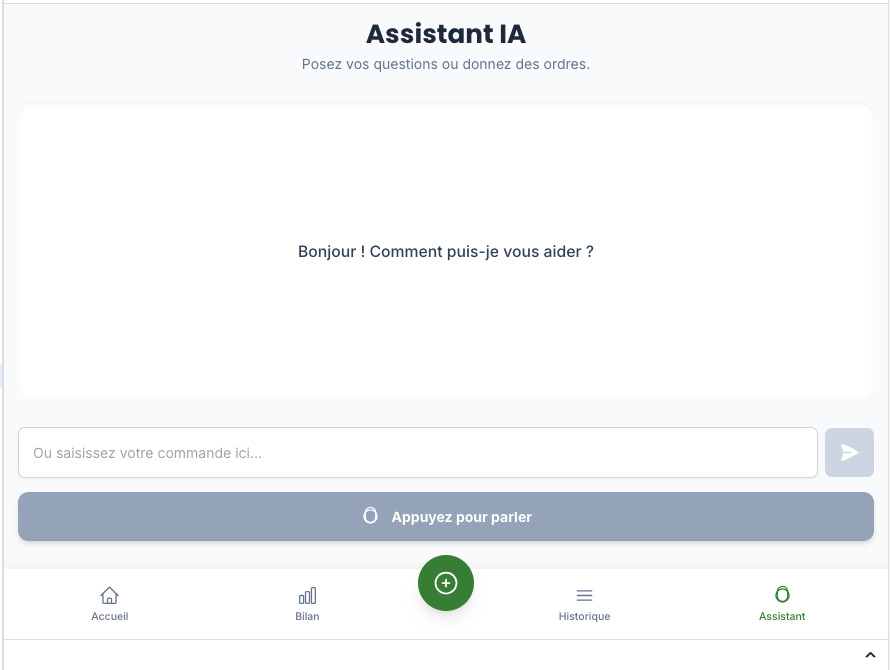 Assistant IA
Posez vos questions ou donnez des ordres.
Bonjour ! Comment puis-je vous aider ?
Ou saisissez votre commande ici...
Appuyez pour parler
Accueil
Bilan
Historique
Assistant